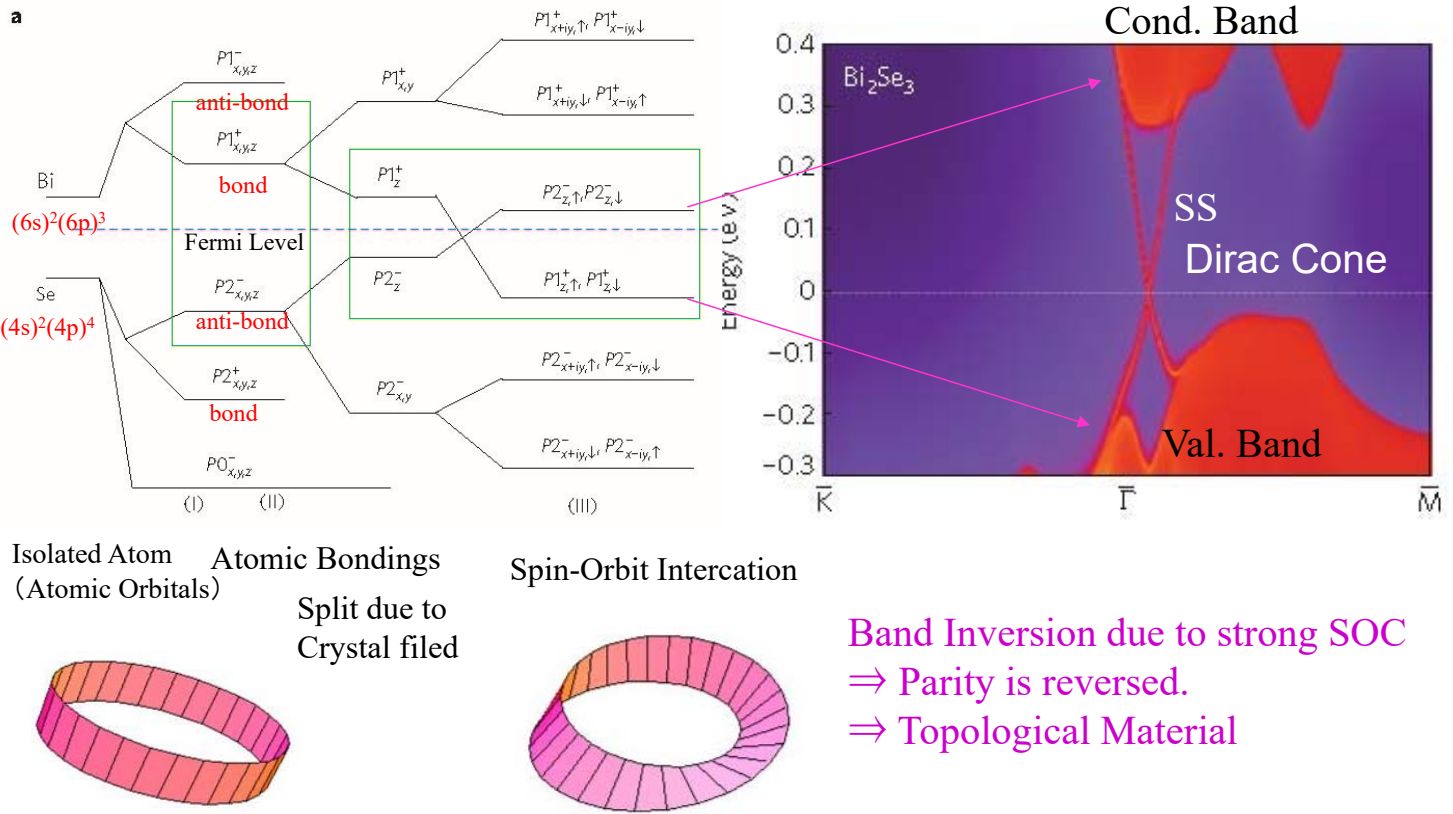 a
P1⁺x+iy,↑, P1⁺x−iy,↓
P1⁻x,y,z
anti-bond
P1⁺x,y
P1⁺x+iy,↓, P1⁺x−iy,↑
P1⁺x,y,z
bond
Bi
(6s)²(6p)³
P1⁺z
P2⁻z,↑, P2⁻z,↓
Fermi Level
P2⁻z
Se
(4s)²(4p)⁴
P2⁻x,y,z
anti-bond
P1⁺z,↑, P1⁺z,↓
P2⁺x,y,z
bond
P2⁻x,y
P2⁻x+iy,↑, P2⁻x−iy,↓
P2⁻x+iy,↓, P2⁻x−iy,↑
P0⁻x,y,z
(I)
(II)
(III)
Cond. Band
Bi₂Se₃
Energy (eV)
0.4
0.3
0.2
0.1
0
−0.1
−0.2
−0.3
SS
Dirac Cone
Val. Band
K̅
Γ̅
M̅
Isolated Atom
（Atomic Orbitals）
Atomic Bondings
Split due to
Crystal filed
Spin-Orbit Intercation
Band Inversion due to strong SOC
⇒ Parity is reversed.
⇒ Topological Material